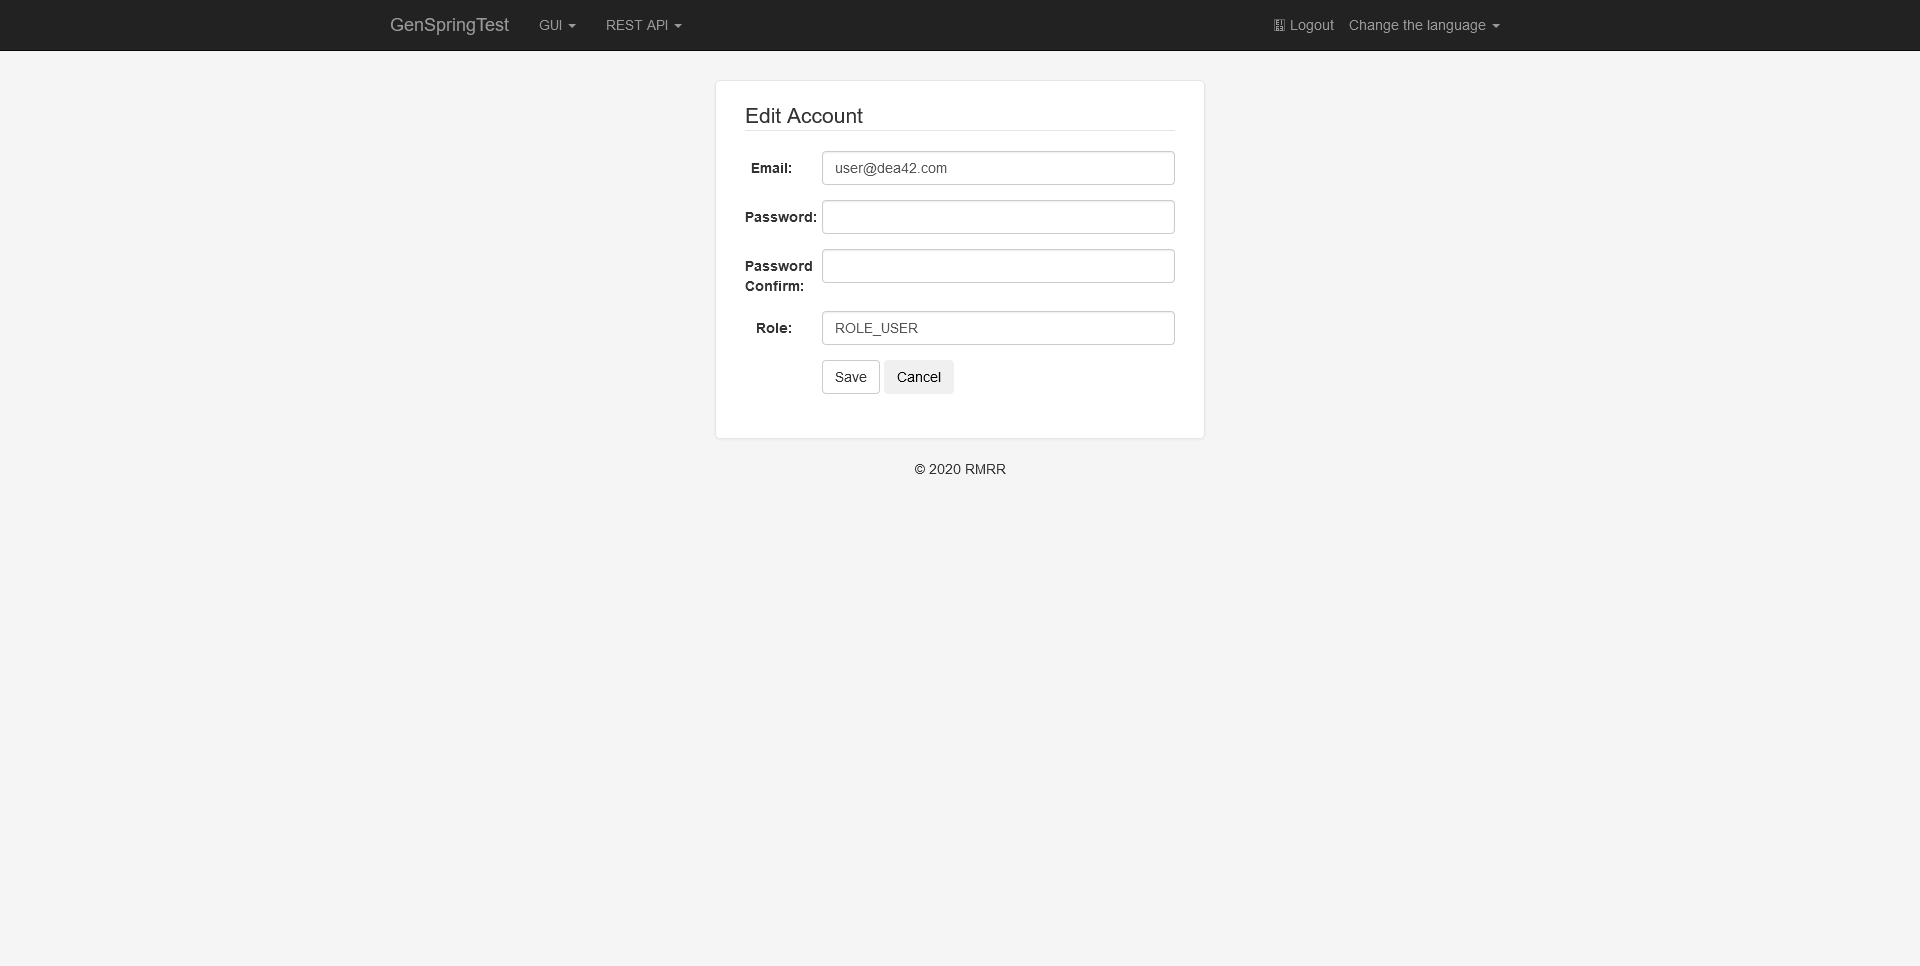 GenSpringTest GUI REST API Logout Change the language
Edit Account
Email: user@dea42.com
Password:
Password
Confirm:
Role: ROLE_USER
Save Cancel
© 2020 RMRR